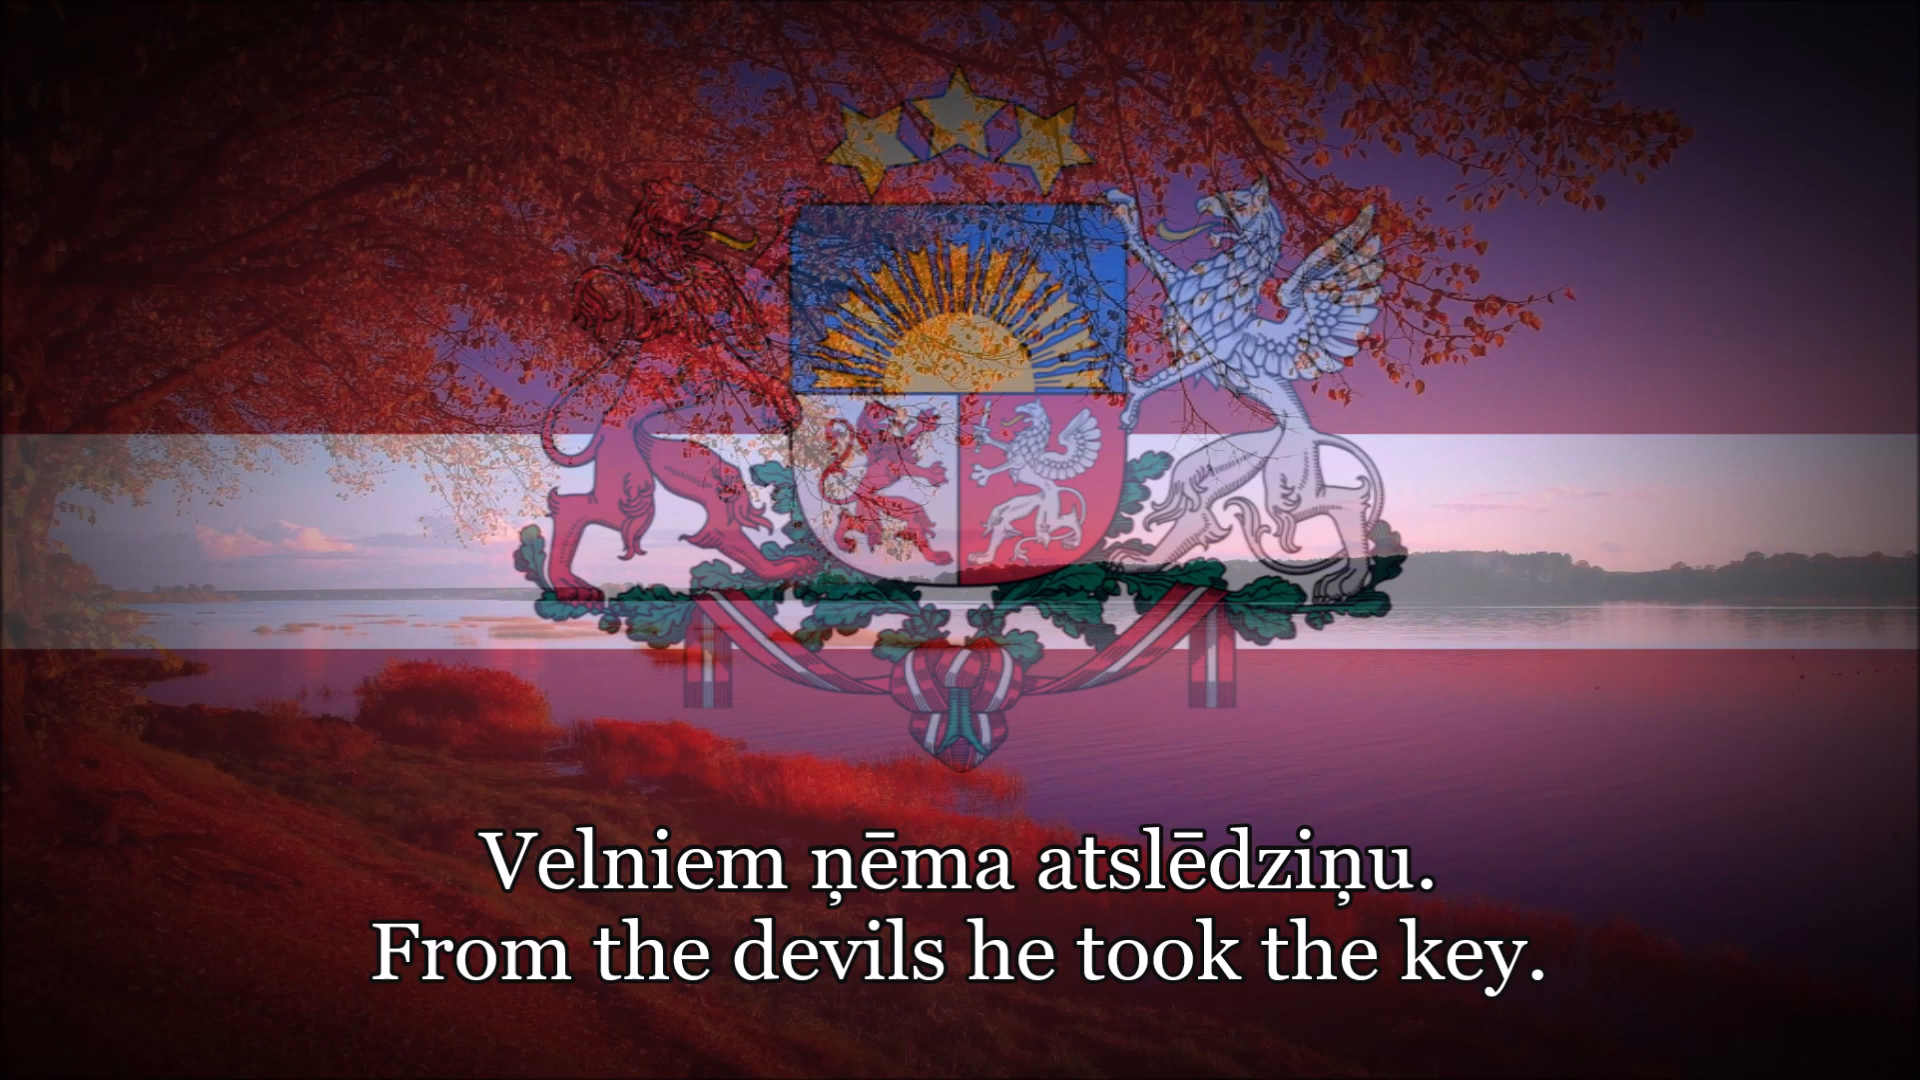 Velniem ņēma atslēdziņu.
From the devils he took the key.